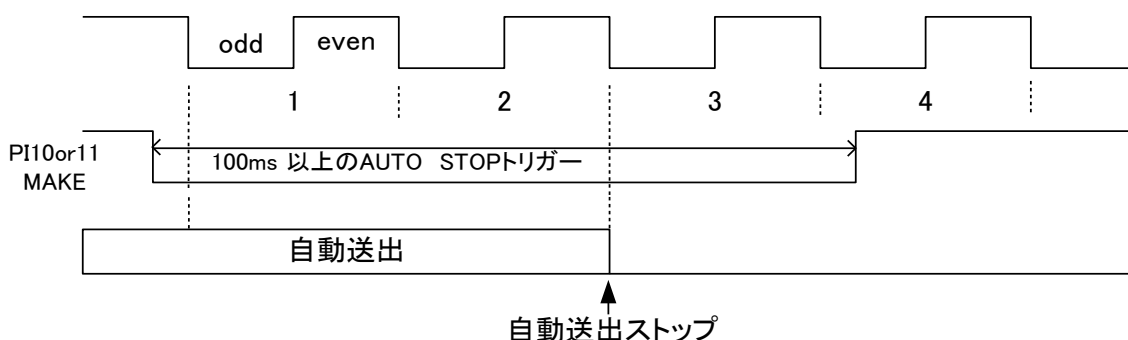 odd even
1 2 3 4
PI10or11
MAKE
100ms 以上のAUTO STOPトリガー
自動送出
自動送出ストップ